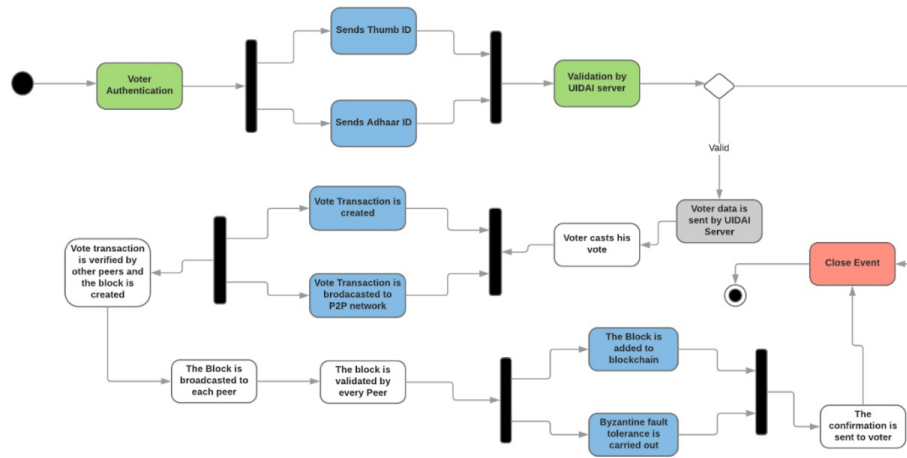 Sends Thumb ID
Voter
Authentication
Validation by
UIDAI server
Sends Adhaar ID
Valid
Vote Transaction is
created
Voter data is
sent by UIDAI
Server
Voter casts his
vote
Vote transaction
is verified by
other peers and
the block is
created
Close Event
Vote Transaction is
brodacasted to
P2P network
The Block is
added to
blockchain
The Block is
broadcasted to
each peer
The block is
validated by
every Peer
Byzantine fault
tolerance is
carried out
The
confirmation is
sent to voter